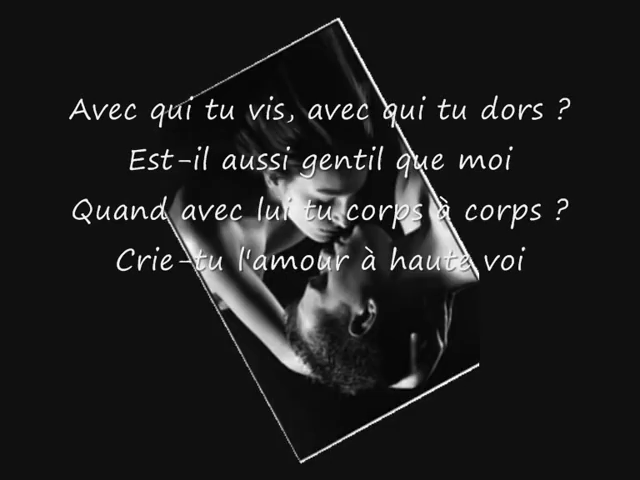 Avec qui tu vis, avec qui tu dors ?
Est-il aussi gentil que moi
Quand avec lui tu corps à corps ?
Crie-tu l'amour à haute voi